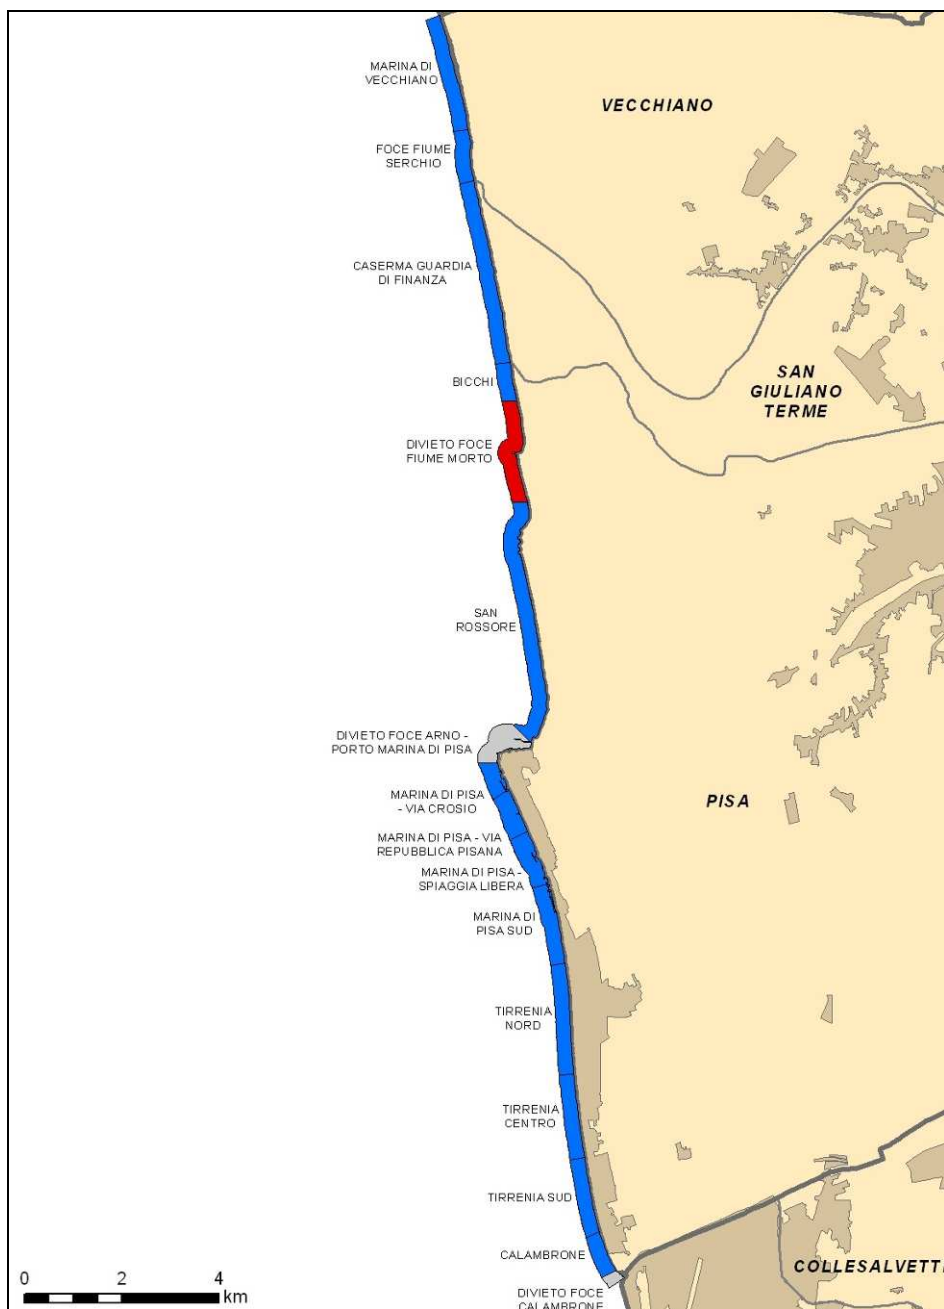 MARINA DI
VECCHIANO
VECCHIANO
FOCE FIUME
SERCHIO
CASERMA GUARDIA
DI FINANZA
BICCHI
SAN
GIULIANO
TERME
DIVIETO FOCE
FIUME MORTO
SAN
ROSSORE
DIVIETO FOCE ARNO -
PORTO MARINA DI PISA
MARINA DI PISA
- VIA CROSIO
PISA
MARINA DI PISA - VIA
REPUBBLICA PISANA
MARINA DI PISA -
SPIAGGIA LIBERA
MARINA DI
PISA SUD
TIRRENIA
NORD
TIRRENIA
CENTRO
TIRRENIA SUD
CALAMBRONE
COLLESALVETTI
DIVIETO FOCE
CALAMBRONE
0 2 4
km